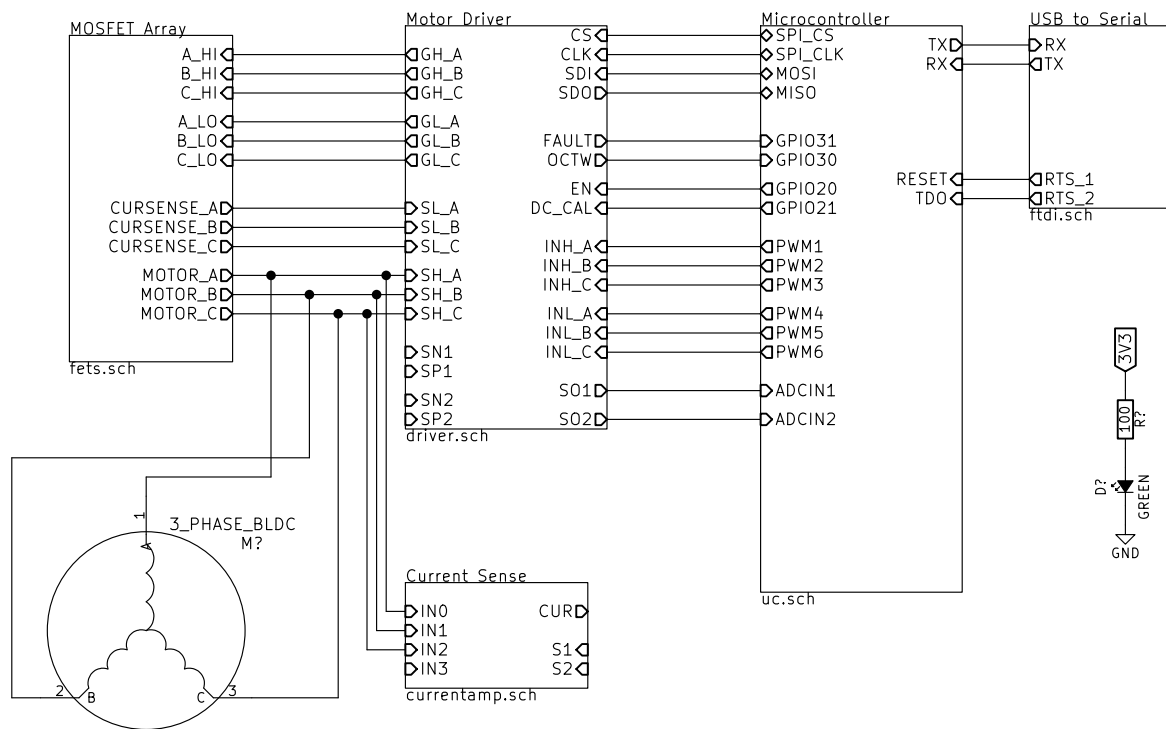 MOSFET Array
A_HI
B_HI
C_HI
A_LO
B_LO
C_LO
CURSENSE_A
CURSENSE_B
CURSENSE_C
MOTOR_A
MOTOR_B
MOTOR_C
fets.sch
Motor Driver
GH_A
GH_B
GH_C
GL_A
GL_B
GL_C
SL_A
SL_B
SL_C
SH_A
SH_B
SH_C
SN1
SP1
SN2
SP2
CS
CLK
SDI
SDO
FAULT
OCTW
EN
DC_CAL
INH_A
INH_B
INH_C
INL_A
INL_B
INL_C
SO1
SO2
driver.sch
Microcontroller
SPI_CS
SPI_CLK
MOSI
MISO
GPIO31
GPIO30
GPIO20
GPIO21
PWM1
PWM2
PWM3
PWM4
PWM5
PWM6
ADCIN1
ADCIN2
TX
RX
RESET
TDO
uc.sch
USB to Serial
RX
TX
RTS_1
RTS_2
ftdi.sch
3V3
100
R?
D?
GREEN
GND
3_PHASE_BLDC
M?
1
A
2
B
C
3
Current Sense
IN0
IN1
IN2
IN3
CUR
S1
S2
currentamp.sch